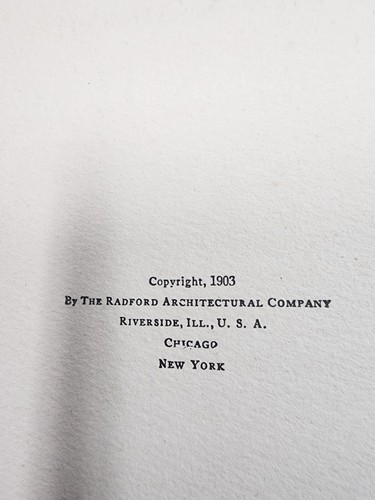 Copyright, 1903
By The Radford Architectural Company
Riverside, Ill., U. S. A.
Chicago
New York